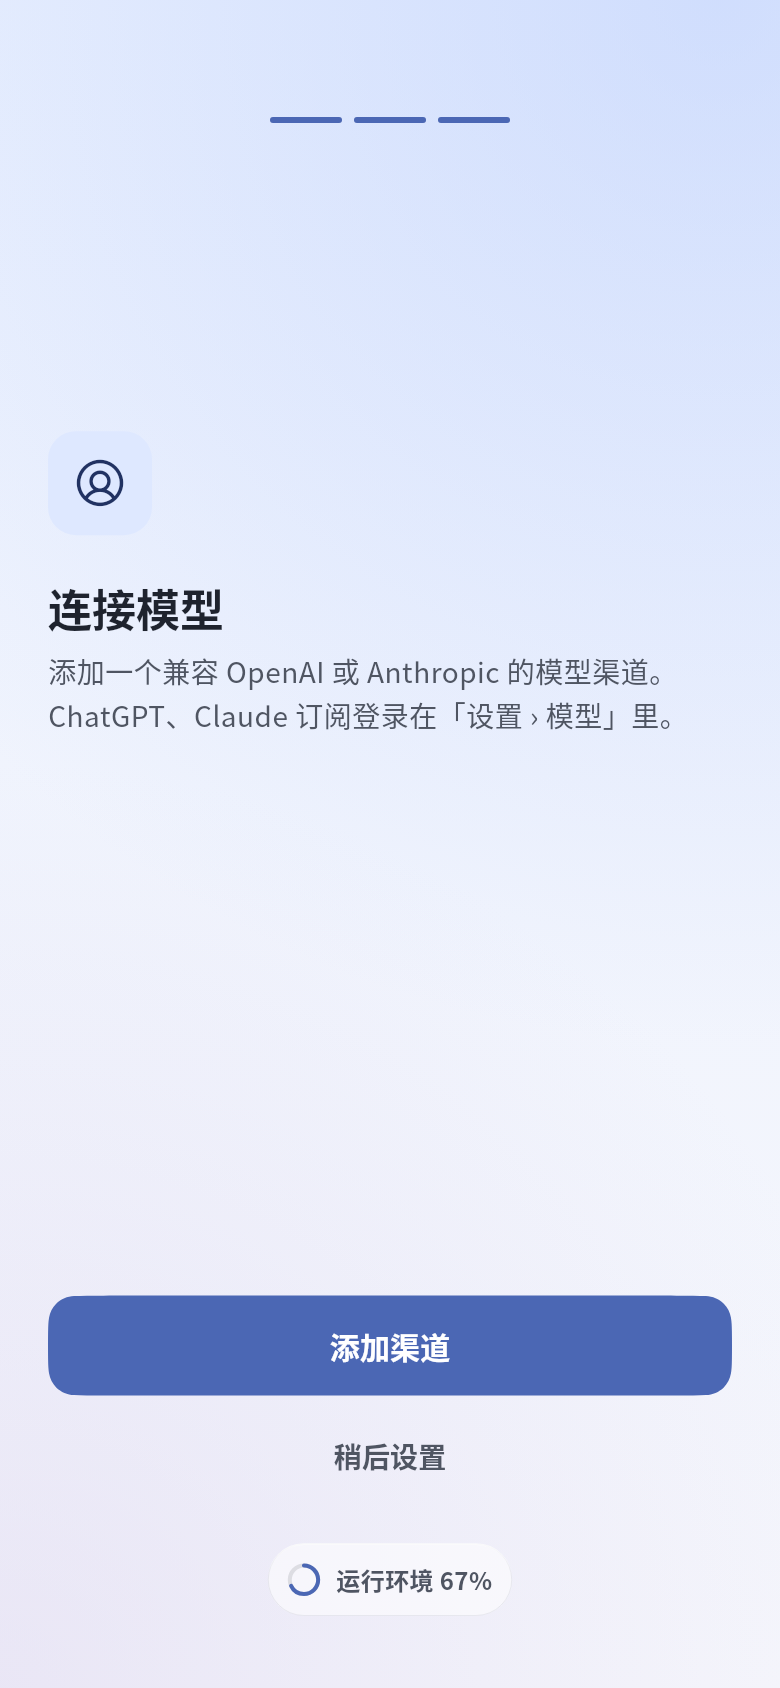 连接模型
添加一个兼容 OpenAI 或 Anthropic 的模型渠道。
ChatGPT、Claude 订阅登录在「设置 › 模型」里。
添加渠道
稍后设置
运行环境 67%